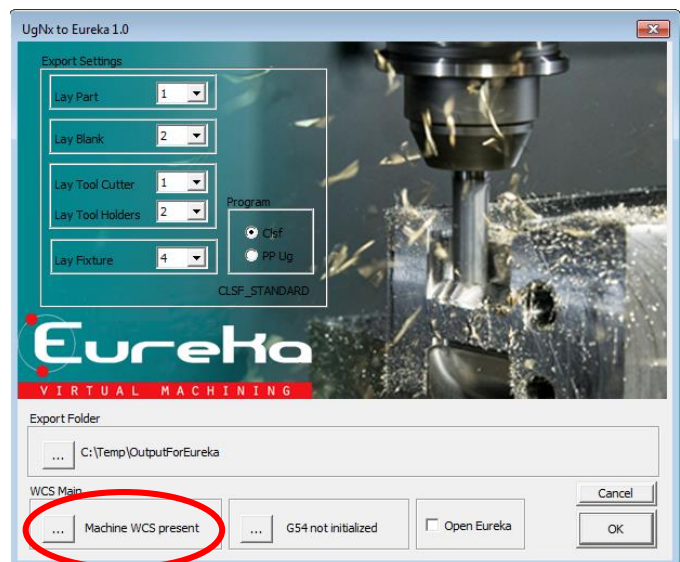 UgNx to Eureka 1.0
Export Settings
Lay Part 1
Lay Blank 2
Lay Tool Cutter 1
Lay Tool Holders 2
Program
Clsf
PP Ug
Lay Fixture 4
CLSF_STANDARD
EureKa
VIRTUAL MACHINING
Export Folder
... C:\Temp\OutputForEureka
WCS Main
Cancel
... Machine WCS present ... G54 not initialized Open Eureka OK